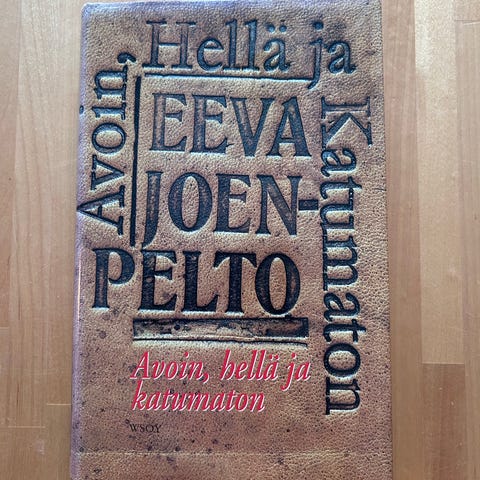 Avoin,
Hellä ja
Katumaton
EEVA
JOEN-
PELTO
Avoin, hellä ja
katumaton
WSOY